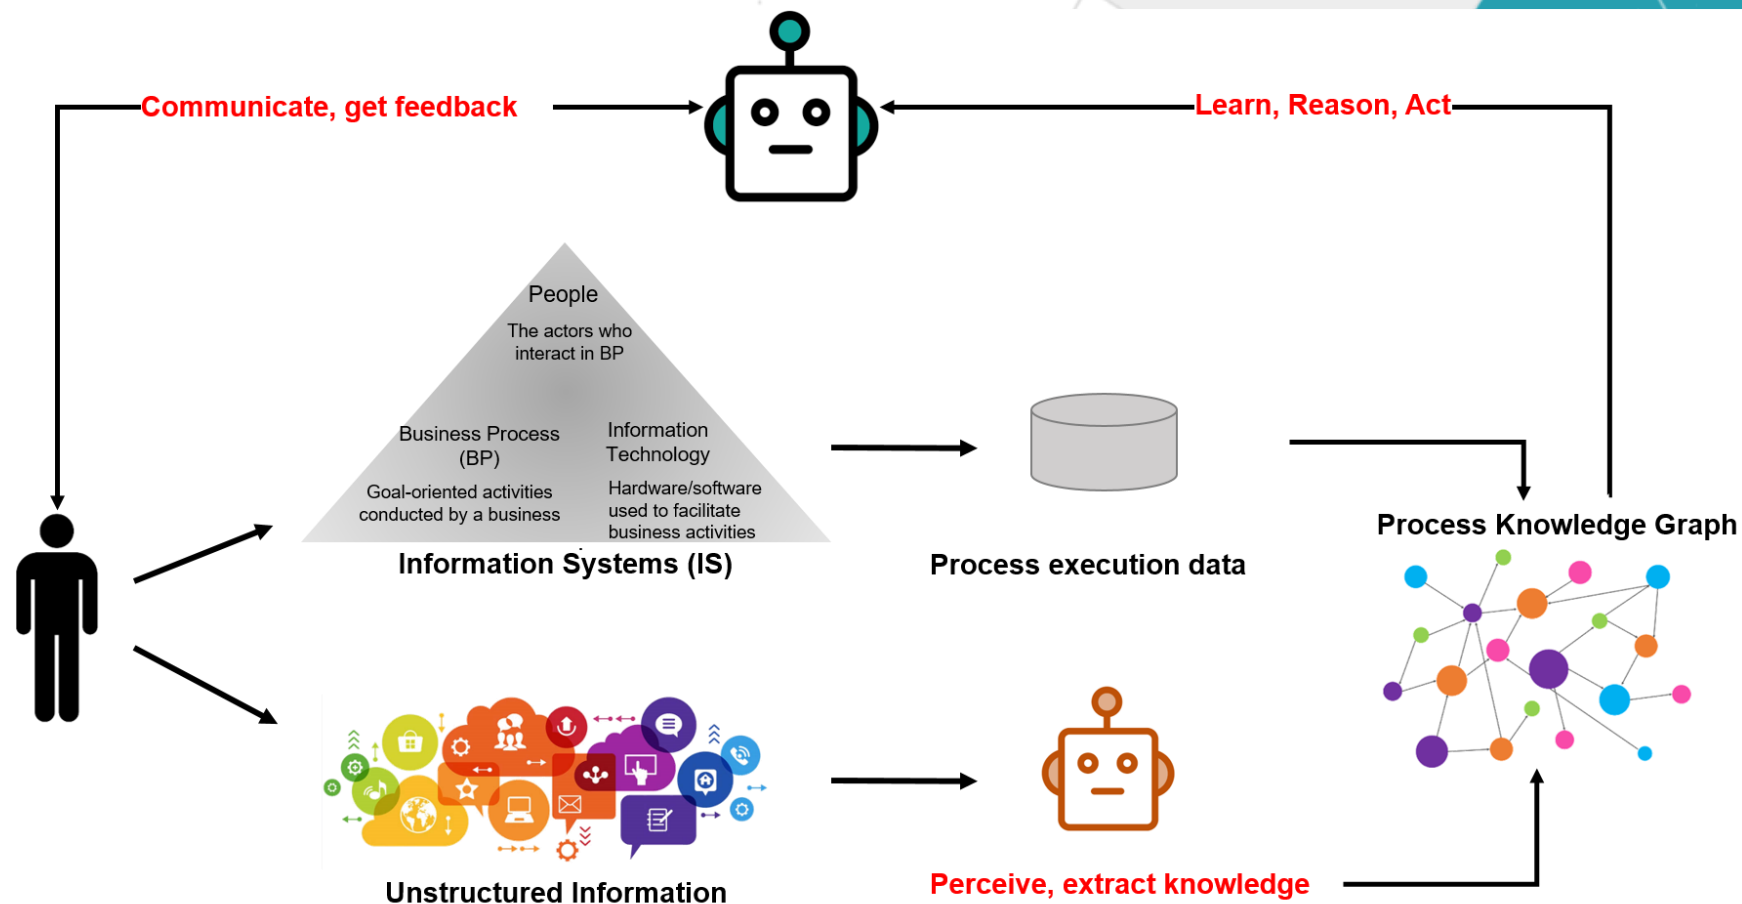 Communicate, get feedback
Learn, Reason, Act
People
The actors who
interact in BP
Business Process
(BP)
Goal-oriented activities
conducted by a business
Information
Technology
Hardware/software
used to facilitate
business activities
Information Systems (IS)
Process execution data
Process Knowledge Graph
Unstructured Information
Perceive, extract knowledge